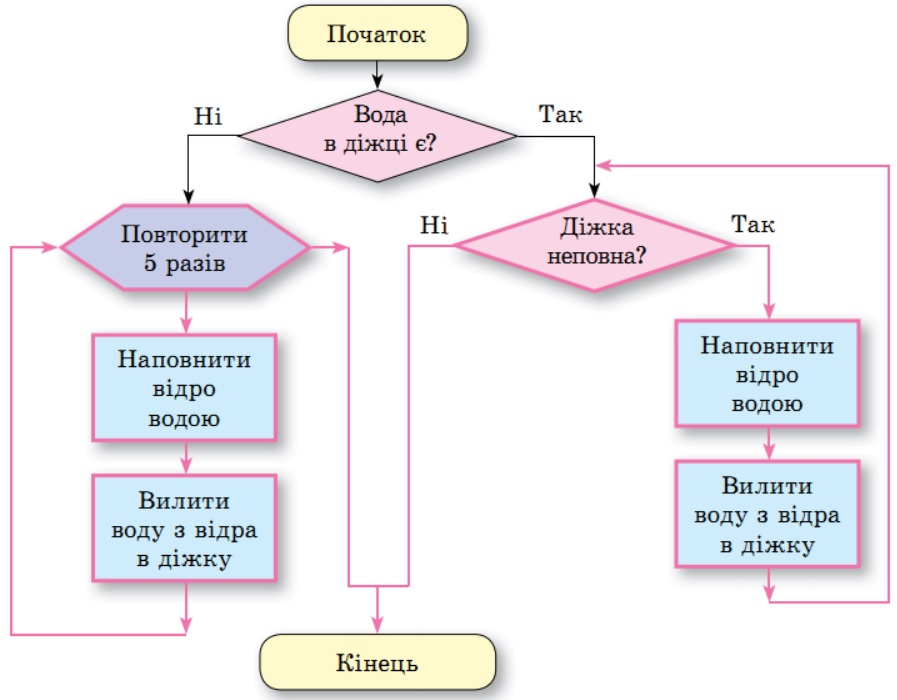 Початок
Вода
в діжці є?
Ні
Так
Повторити
5 разів
Наповнити
відро
водою
Вилити
воду з відра
в діжку
Діжка
неповна?
Ні
Так
Наповнити
відро
водою
Вилити
воду з відра
в діжку
Кінець